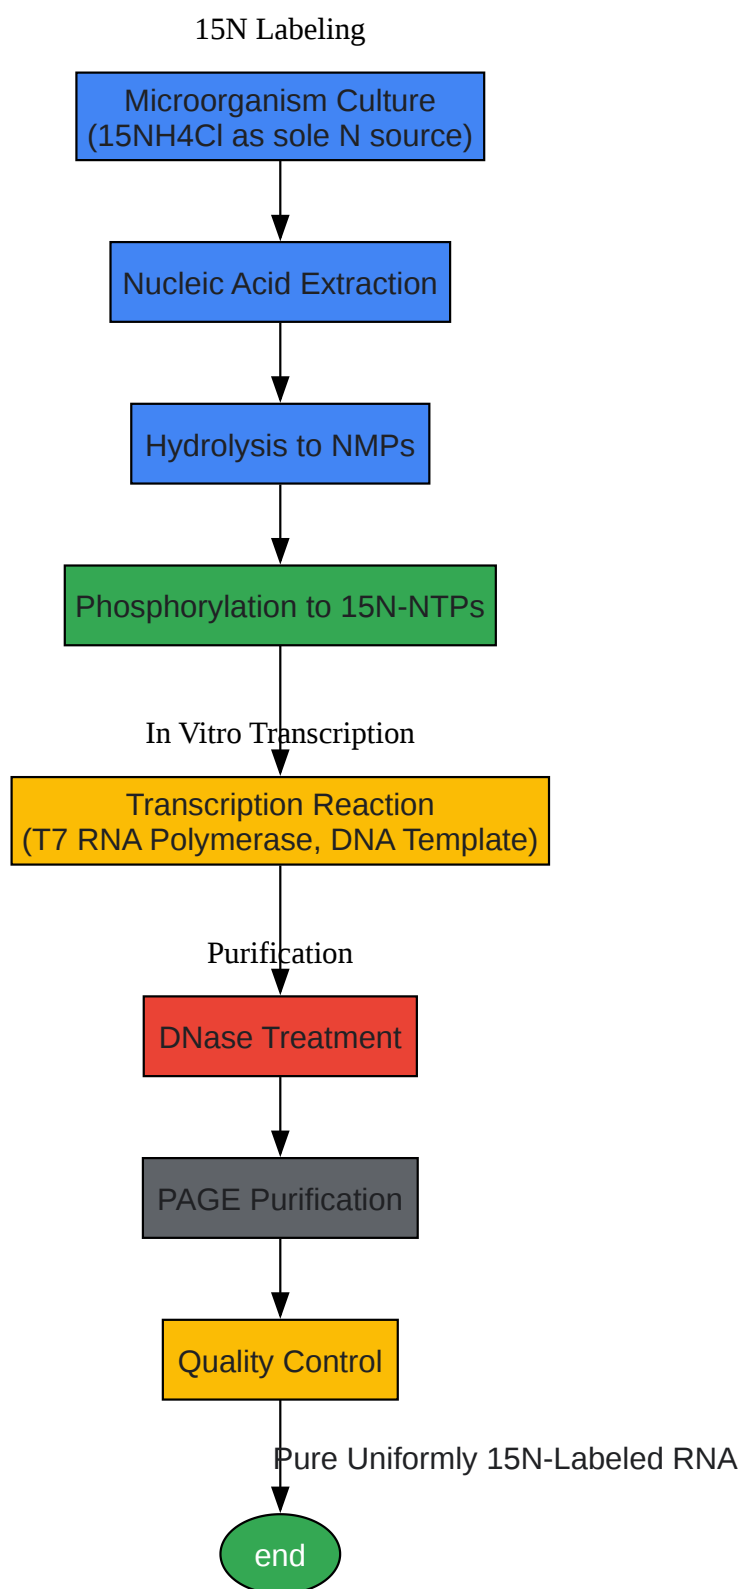 15N Labeling
Microorganism Culture
(15NH4Cl as sole N source)
Nucleic Acid Extraction
Hydrolysis to NMPs
Phosphorylation to 15N-NTPs
In Vitro Transcription
Transcription Reaction
(T7 RNA Polymerase, DNA Template)
Purification
DNase Treatment
PAGE Purification
Quality Control
Pure Uniformly 15N-Labeled RNA
end